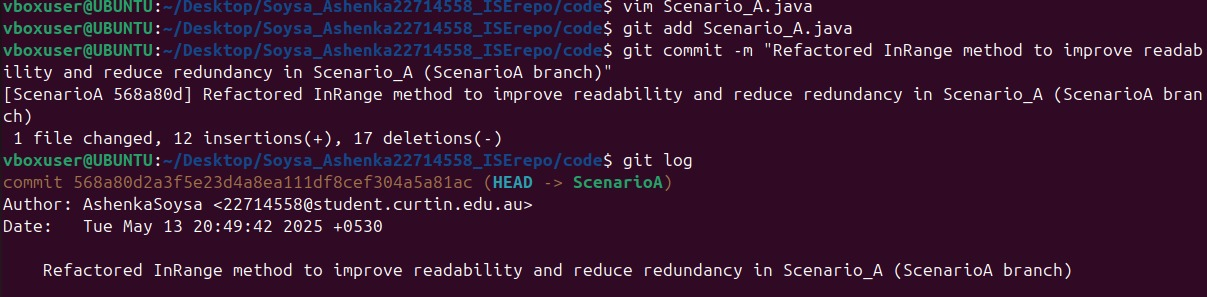 vboxuser@UBUNTU:~/Desktop/Soysa_Ashenka22714558_ISErepo/code$ vim Scenario_A.java
vboxuser@UBUNTU:~/Desktop/Soysa_Ashenka22714558_ISErepo/code$ git add Scenario_A.java
vboxuser@UBUNTU:~/Desktop/Soysa_Ashenka22714558_ISErepo/code$ git commit -m "Refactored InRange method to improve readab
ility and reduce redundancy in Scenario_A (ScenarioA branch)"
[ScenarioA 568a80d] Refactored InRange method to improve readability and reduce redundancy in Scenario_A (ScenarioA bran
ch)
 1 file changed, 12 insertions(+), 17 deletions(-)
vboxuser@UBUNTU:~/Desktop/Soysa_Ashenka22714558_ISErepo/code$ git log
commit 568a80d2a3f5e23d4a8ea111df8cef304a5a81ac (HEAD -> ScenarioA)
Author: AshenkaSoysa <22714558@student.curtin.edu.au>
Date:   Tue May 13 20:49:42 2025 +0530
    Refactored InRange method to improve readability and reduce redundancy in Scenario_A (ScenarioA branch)